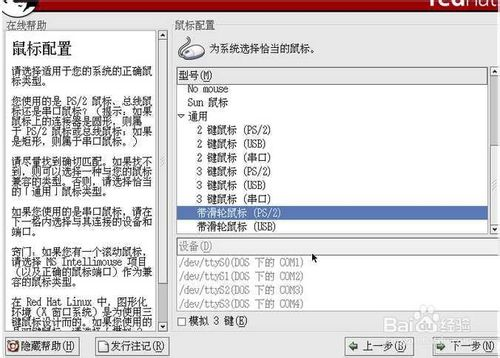 redhat
在线帮助
鼠标配置
请选择适用于您的系统的正确鼠
标类型。
您使用的是 PS/2 鼠标、总线鼠
标还是串口鼠标？(提示：如果
鼠标上的连接器是圆形，则属
于 PS/2 鼠标或总线鼠标；如果
是矩形，则属于串口鼠标。)
请尽量找到确切匹配。如果找不
到，则可以选择一种与您的鼠标
兼容的类型。否则，请选择恰当
的「通用」鼠标类型。
如果您使用的是串口鼠标，请在
下一格内选择与其连接的设备和
端口。
窍门：如果您有一个滚动鼠标，
请选择 MS Intellimouse 项目
(以及正确的鼠标端口) 作为兼
容的鼠标类型。
在 Red Hat Linux 中，图形化
环境 (X 窗口系统) 是为使用三
键鼠标设计而的。如果您使用的
鼠标配置
为系统选择恰当的鼠标。
型号(M)
No mouse
Sun 鼠标
通用
2 键鼠标 (PS/2)
2 键鼠标 (USB)
2 键鼠标 (串口)
3 键鼠标 (PS/2)
3 键鼠标 (USB)
3 键鼠标 (串口)
带滑轮鼠标 (PS/2)
带滑轮鼠标 (USB)
设备(D)
/dev/ttyS0(DOS 下的 COM1)
/dev/ttyS1(DOS 下的 COM2)
/dev/ttyS2(DOS 下的 COM3)
/dev/ttyS3(DOS 下的 COM4)
模拟 3 键(E)
Baidu 经验
隐藏帮助(H)
发行注记(R)
上一步(B)
下一步(N)